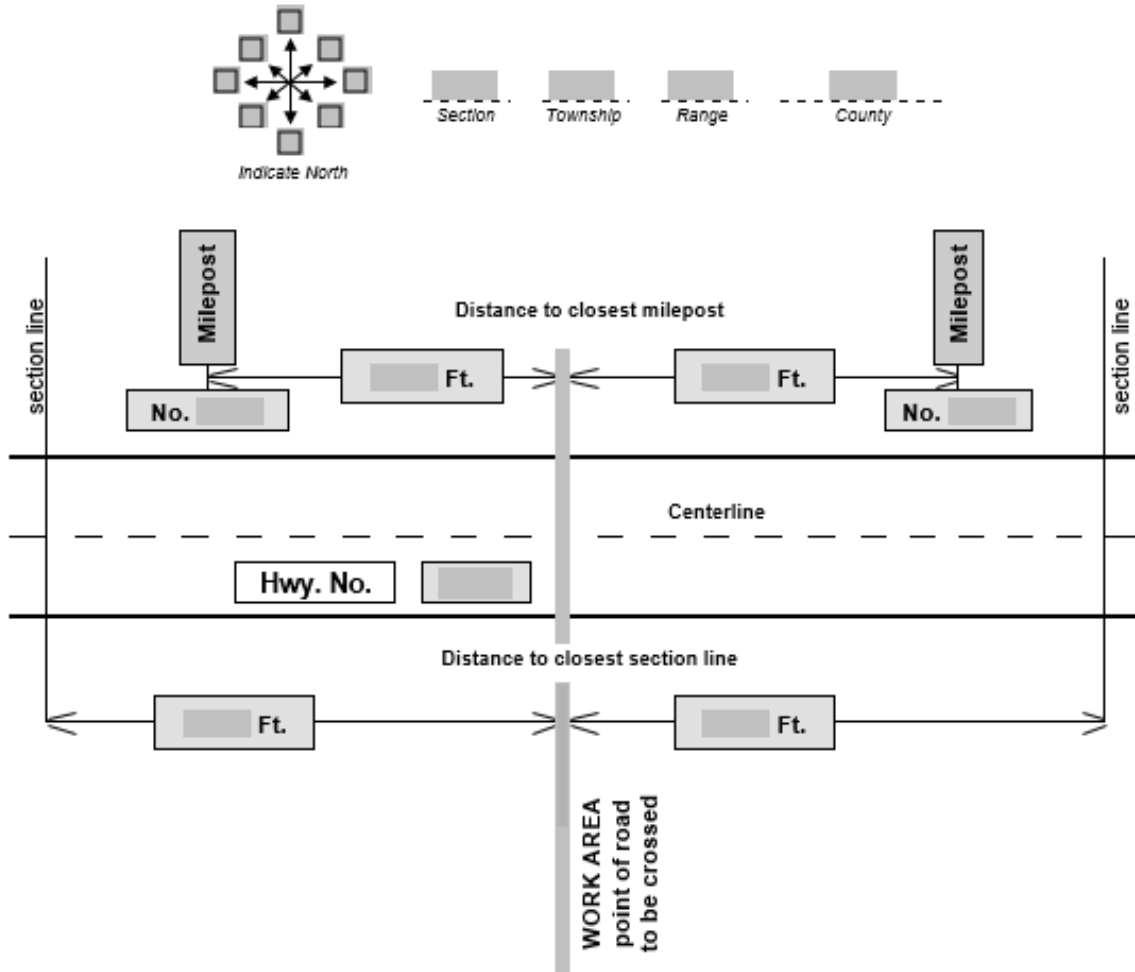 Section
Township
Range
County
Indicate North
Milepost
Milepost
section line
Distance to closest milepost
section line
Ft.
Ft.
No.
No.
Centerline
Hwy. No.
Distance to closest section line
Ft.
Ft.
WORK AREA
point of road
to be crossed